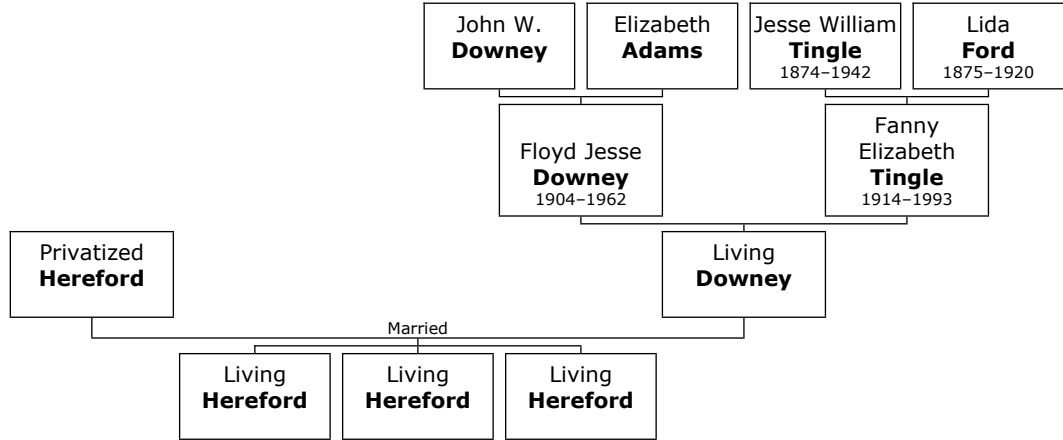 John W.
Downey
Elizabeth
Adams
Jesse William
Tingle
1874–1942
Lida
Ford
1875–1920
Floyd Jesse
Downey
1904–1962
Fanny
Elizabeth
Tingle
1914–1993
Privatized
Hereford
Living
Downey
Married
Living
Hereford
Living
Hereford
Living
Hereford